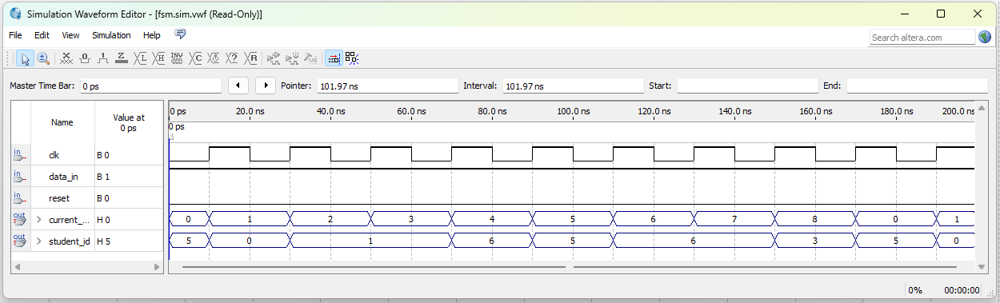 Simulation Waveform Editor - [fsm.sim.vwf (Read-Only)]
File Edit View Simulation Help
Search altera.com
Master Time Bar: 0 ps Pointer: 101.97 ns Interval: 101.97 ns Start: End:
Name Value at 0 ps
0 ps 20.0 ns 40.0 ns 60.0 ns 80.0 ns 100.0 ns 120.0 ns 140.0 ns 160.0 ns 180.0 ns 200.0 ns
0 ps
in clk B 0
in data_in B 1
in reset B 0
out > current_... H 0 0 1 2 3 4 5 6 7 8 0 1
out > student_id H 5 5 0 1 6 5 6 3 5 0
0% 00:00:00